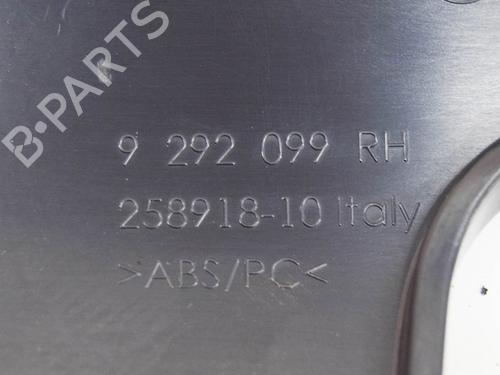 B-PARTS
9 292 099 RH
258918-10 Italy
>ABS/PC<